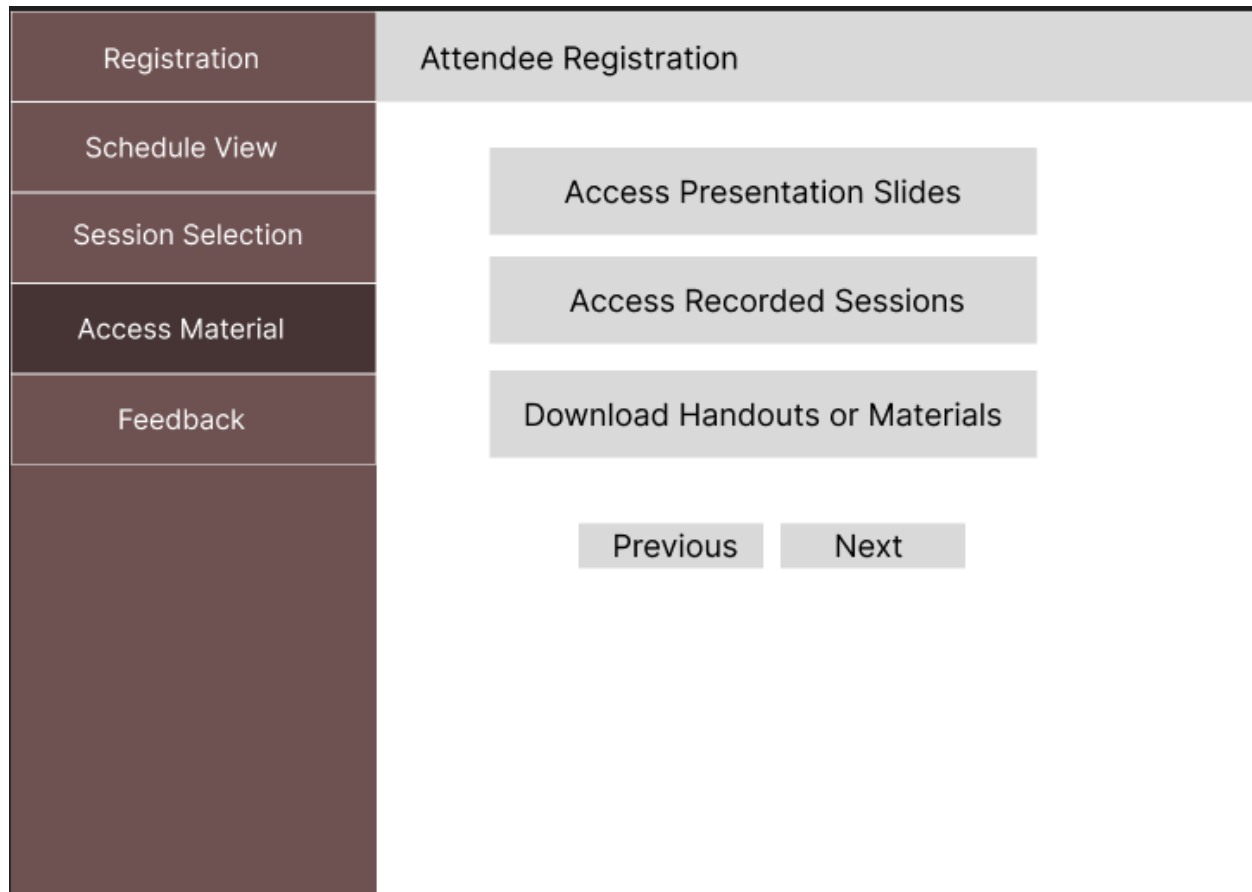 Registration
Attendee Registration
Schedule View
Session Selection
Access Material
Feedback
Access Presentation Slides
Access Recorded Sessions
Download Handouts or Materials
Previous
Next